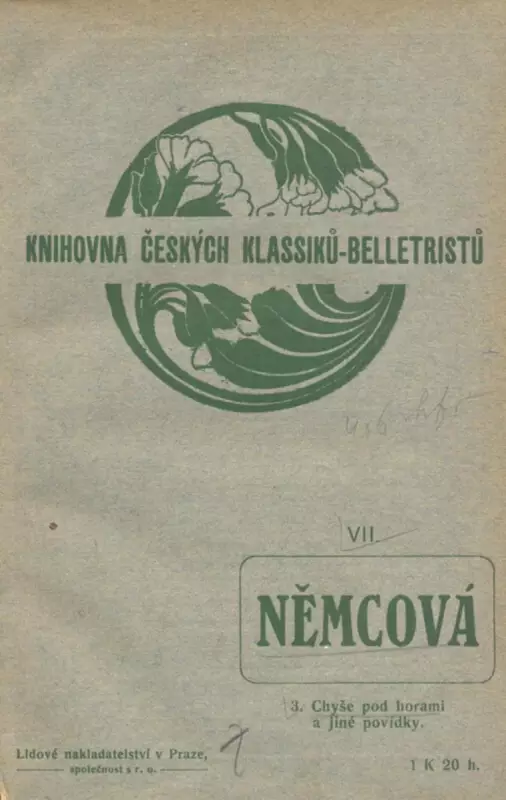 KNIHOVNA ČESKÝCH KLASSIKŮ-BELLETRISTŮ
VII
NĚMCOVÁ
3. Chyše pod horami
a jiné povídky.
Lidové nakladatelství v Praze,
společnost s r. o.
1 K 20 h.